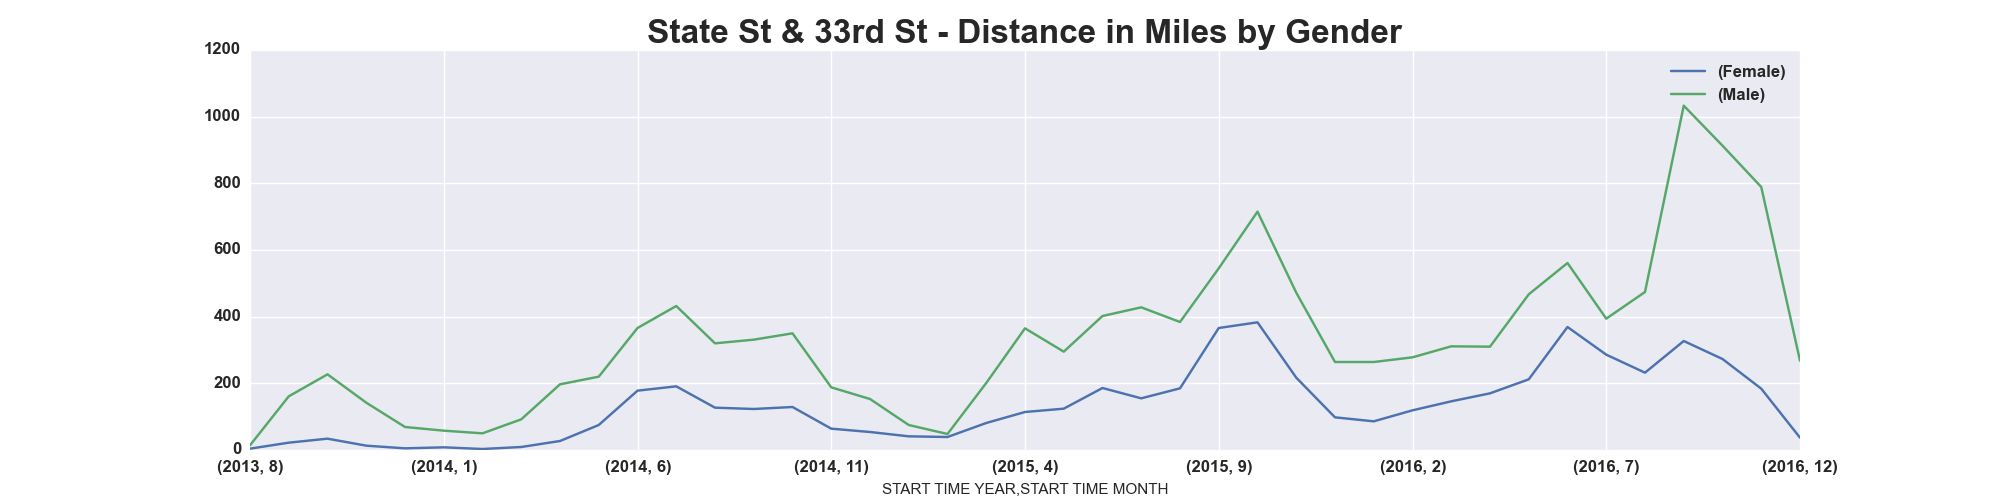 State St & 33rd St - Distance in Miles by Gender
1200
1000
800
600
400
200
0
(Female)
(Male)
(2013, 8) (2014, 1) (2014, 6) (2014, 11) (2015, 4) (2015, 9) (2016, 2) (2016, 7) (2016, 12)
START TIME YEAR,START TIME MONTH